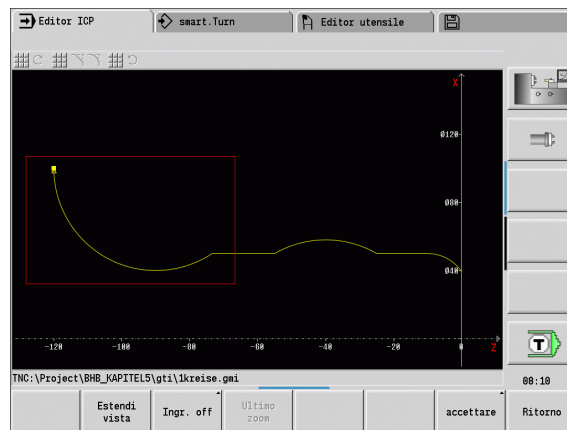 Editor ICP
smart.Turn
Editor utensile
X
Ø120
Ø80
Ø40
-120 -100 -80 -60 -40 -20 0 Z
T
TNC:\Project\BHB_KAPITEL5\gti\1kreise.gmi
08:10
Estendi vista
Ingr. off
Ultimo zoom
accettare
Ritorno